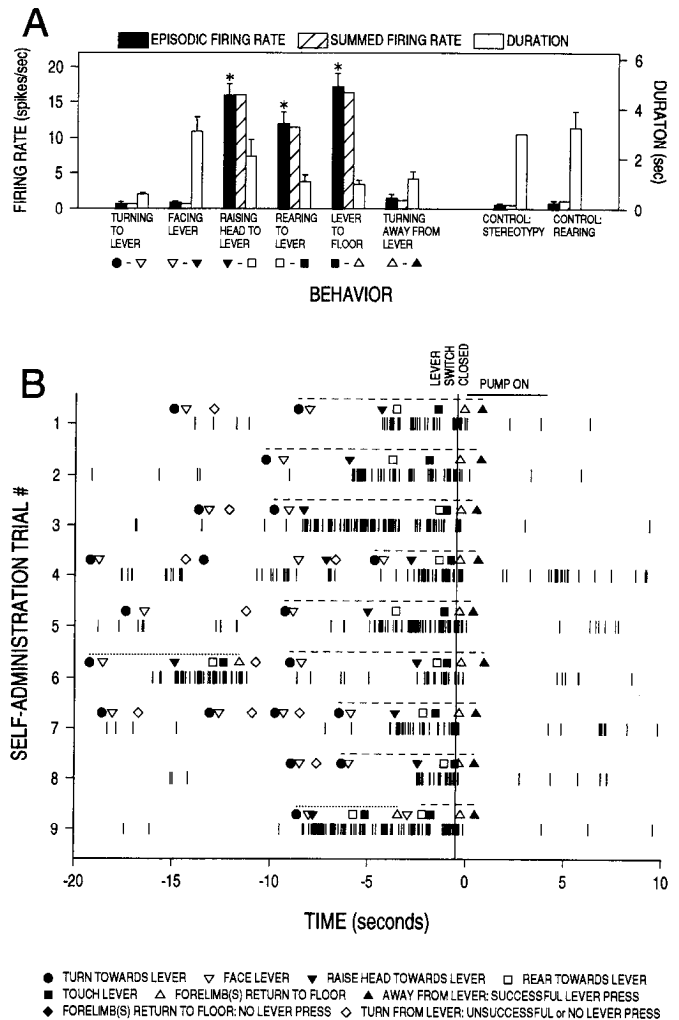 A
EPISODIC FIRING RATE SUMMED FIRING RATE DURATION
FIRING RATE (spikes/sec)
20
15
10
5
0
6
4
2
0
DURATON (sec)
TURNING TO LEVER
FACING LEVER
RAISING HEAD TO LEVER
REARING TO LEVER
LEVER TO FLOOR
TURNING AWAY FROM LEVER
CONTROL: STEREOTYPY
CONTROL: REARING
BEHAVIOR
B
LEVER SWITCH CLOSED
PUMP ON
SELF-ADMINISTRATION TRIAL #
1
2
3
4
5
6
7
8
9
-20 -15 -10 -5 0 5 10
TIME (seconds)
● TURN TOWARDS LEVER ▽ FACE LEVER ▼ RAISE HEAD TOWARDS LEVER □ REAR TOWARDS LEVER
■ TOUCH LEVER △ FORELIMB(S) RETURN TO FLOOR ▲ AWAY FROM LEVER: SUCCESSFUL LEVER PRESS
◆ FORELIMB(S) RETURN TO FLOOR: NO LEVER PRESS ◇ TURN FROM LEVER: UNSUCCESSFUL or NO LEVER PRESS